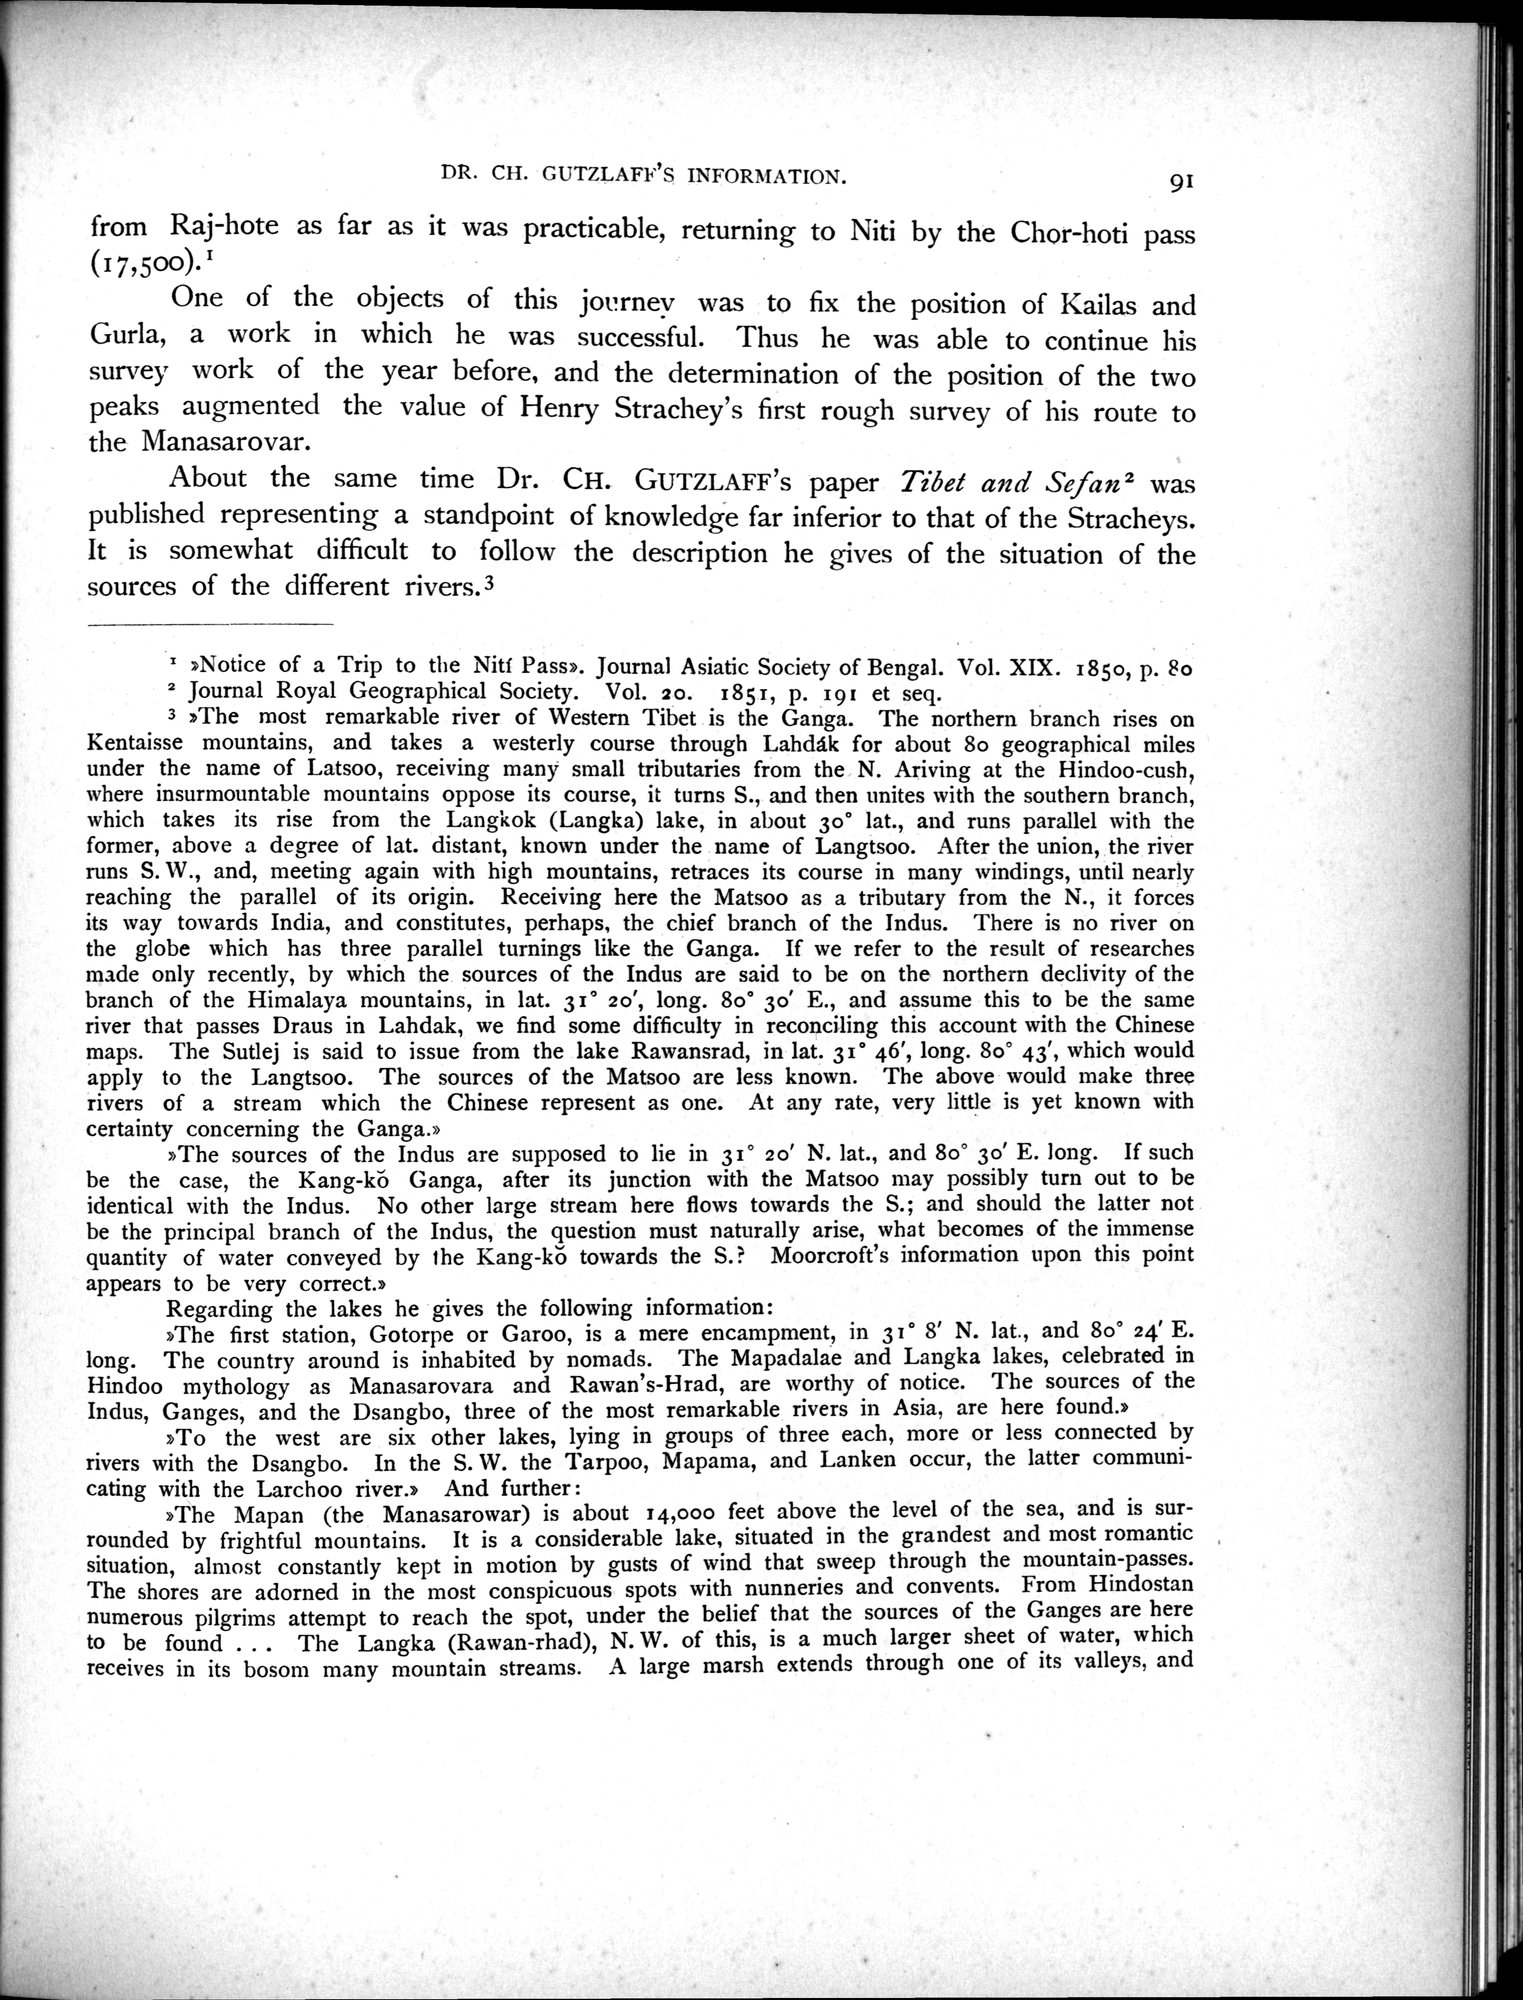 DR. CH. GUTZLAFF'S INFORMATION. 91
from Raj-hote as far as it was practicable, returning to Niti by the Chor-hoti pass
(17,500).¹
One of the objects of this journey was to fix the position of Kailas and
Gurla, a work in which he was successful. Thus he was able to continue his
survey work of the year before, and the determination of the position of the two
peaks augmented the value of Henry Strachey's first rough survey of his route to
the Manasarovar.
About the same time Dr. CH. GUTZLAFF's paper Tibet and Sefan² was
published representing a standpoint of knowledge far inferior to that of the Stracheys.
It is somewhat difficult to follow the description he gives of the situation of the
sources of the different rivers.³
¹ »Notice of a Trip to the Nití Pass». Journal Asiatic Society of Bengal. Vol. XIX. 1850, p. 80
² Journal Royal Geographical Society. Vol. 20. 1851, p. 191 et seq.
³ »The most remarkable river of Western Tibet is the Ganga. The northern branch rises on
Kentaisse mountains, and takes a westerly course through Lahdák for about 80 geographical miles
under the name of Latsoo, receiving many small tributaries from the N. Ariving at the Hindoo-cush,
where insurmountable mountains oppose its course, it turns S., and then unites with the southern branch,
which takes its rise from the Langkok (Langka) lake, in about 30° lat., and runs parallel with the
former, above a degree of lat. distant, known under the name of Langtsoo. After the union, the river
runs S. W., and, meeting again with high mountains, retraces its course in many windings, until nearly
reaching the parallel of its origin. Receiving here the Matsoo as a tributary from the N., it forces
its way towards India, and constitutes, perhaps, the chief branch of the Indus. There is no river on
the globe which has three parallel turnings like the Ganga. If we refer to the result of researches
made only recently, by which the sources of the Indus are said to be on the northern declivity of the
branch of the Himalaya mountains, in lat. 31° 20′, long. 80° 30′ E., and assume this to be the same
river that passes Draus in Lahdak, we find some difficulty in reconciling this account with the Chinese
maps. The Sutlej is said to issue from the lake Rawansrad, in lat. 31° 46′, long. 80° 43′, which would
apply to the Langtsoo. The sources of the Matsoo are less known. The above would make three
rivers of a stream which the Chinese represent as one. At any rate, very little is yet known with
certainty concerning the Ganga.»
»The sources of the Indus are supposed to lie in 31° 20′ N. lat., and 80° 30′ E. long. If such
be the case, the Kang-kŏ Ganga, after its junction with the Matsoo may possibly turn out to be
identical with the Indus. No other large stream here flows towards the S.; and should the latter not
be the principal branch of the Indus, the question must naturally arise, what becomes of the immense
quantity of water conveyed by the Kang-kŏ towards the S.? Moorcroft's information upon this point
appears to be very correct.»
Regarding the lakes he gives the following information:
»The first station, Gotorpe or Garoo, is a mere encampment, in 31° 8′ N. lat., and 80° 24′ E.
long. The country around is inhabited by nomads. The Mapadalae and Langka lakes, celebrated in
Hindoo mythology as Manasarovara and Rawan's-Hrad, are worthy of notice. The sources of the
Indus, Ganges, and the Dsangbo, three of the most remarkable rivers in Asia, are here found.»
»To the west are six other lakes, lying in groups of three each, more or less connected by
rivers with the Dsangbo. In the S. W. the Tarpoo, Mapama, and Lanken occur, the latter communi-
cating with the Larchoo river.» And further:
»The Mapan (the Manasarowar) is about 14,000 feet above the level of the sea, and is sur-
rounded by frightful mountains. It is a considerable lake, situated in the grandest and most romantic
situation, almost constantly kept in motion by gusts of wind that sweep through the mountain-passes.
The shores are adorned in the most conspicuous spots with nunneries and convents. From Hindostan
numerous pilgrims attempt to reach the spot, under the belief that the sources of the Ganges are here
to be found . . . The Langka (Rawan-rhad), N. W. of this, is a much larger sheet of water, which
receives in its bosom many mountain streams. A large marsh extends through one of its valleys, and